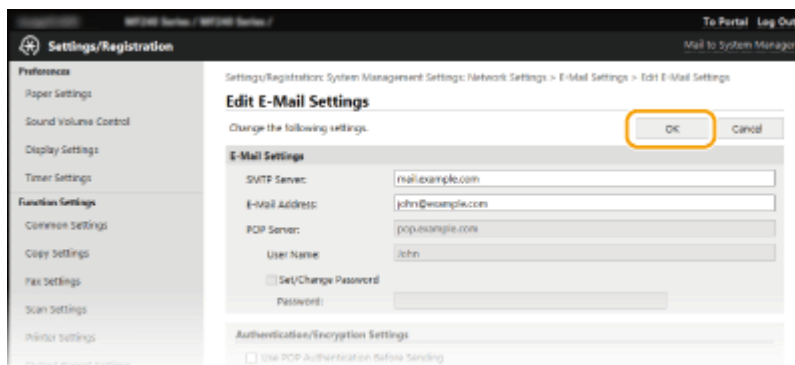 MF240 Series / MF240 Series /
To Portal Log Out
Settings/Registration
Mail to System Manager
Preferences
Paper Settings
Sound Volume Control
Display Settings
Timer Settings
Function Settings
Common Settings
Copy Settings
Fax Settings
Scan Settings
Printer Settings
Settings/Registration: System Management Settings: Network Settings > E-Mail Settings > Edit E-Mail Settings
Edit E-Mail Settings
Change the following settings.
OK
Cancel
E-Mail Settings
SMTP Server: mail.example.com
E-Mail Address: john@example.com
POP Server: pop.example.com
User Name: John
Set/Change Password
Password:
Authentication/Encryption Settings
Use POP Authentication Before Sending